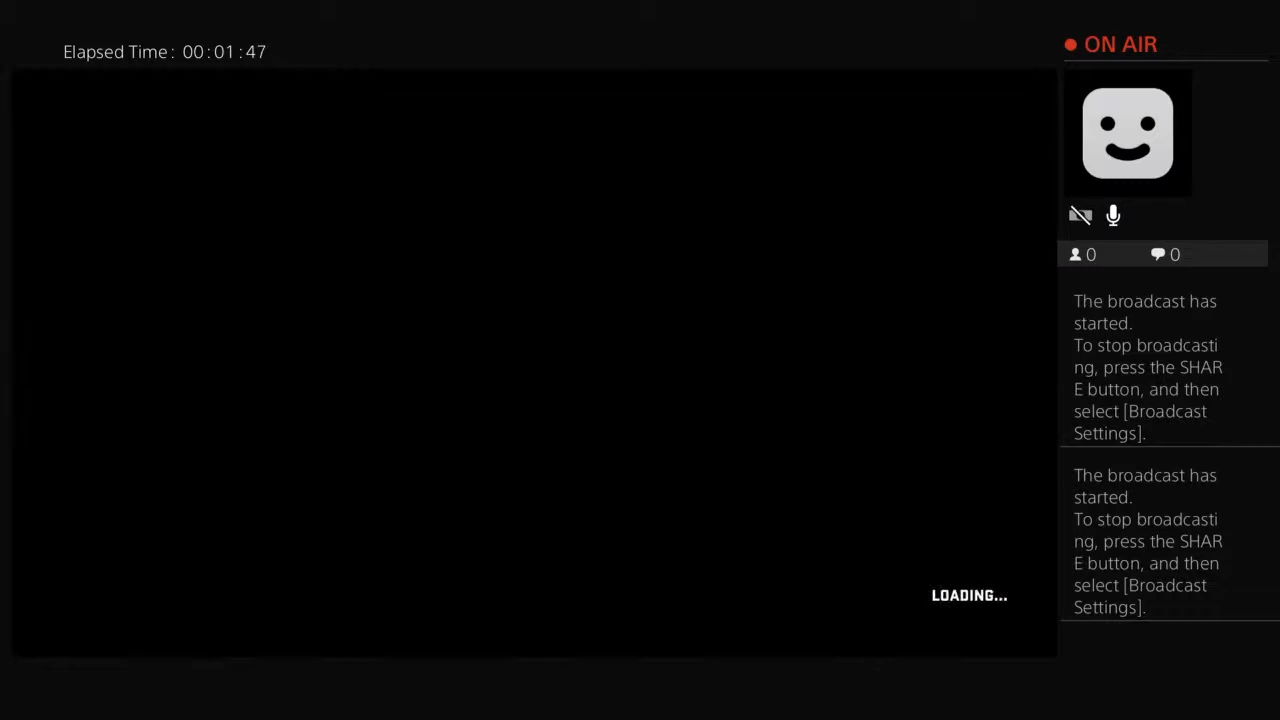 Elapsed Time: 00:01:47
ON AIR
0 0
The broadcast has
started.
To stop broadcasti
ng, press the SHAR
E button, and then
select [Broadcast
Settings].
The broadcast has
started.
To stop broadcasti
ng, press the SHAR
E button, and then
select [Broadcast
Settings].
LOADING...